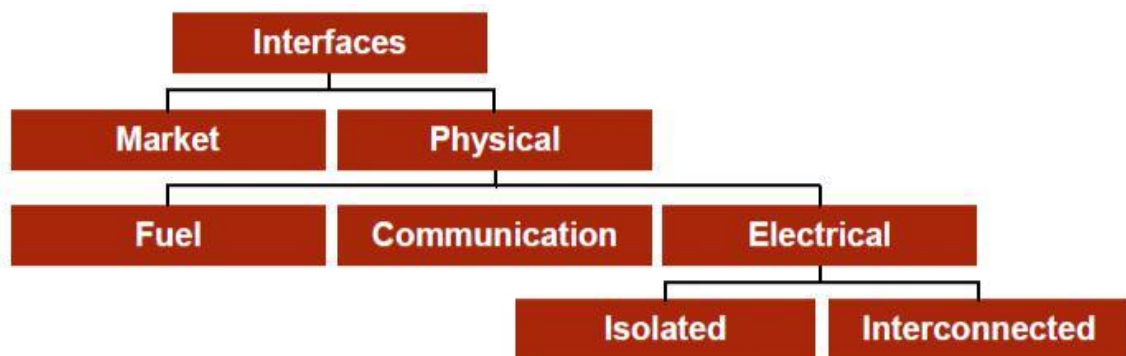 Interfaces
Market
Physical
Fuel
Communication
Electrical
Isolated
Interconnected